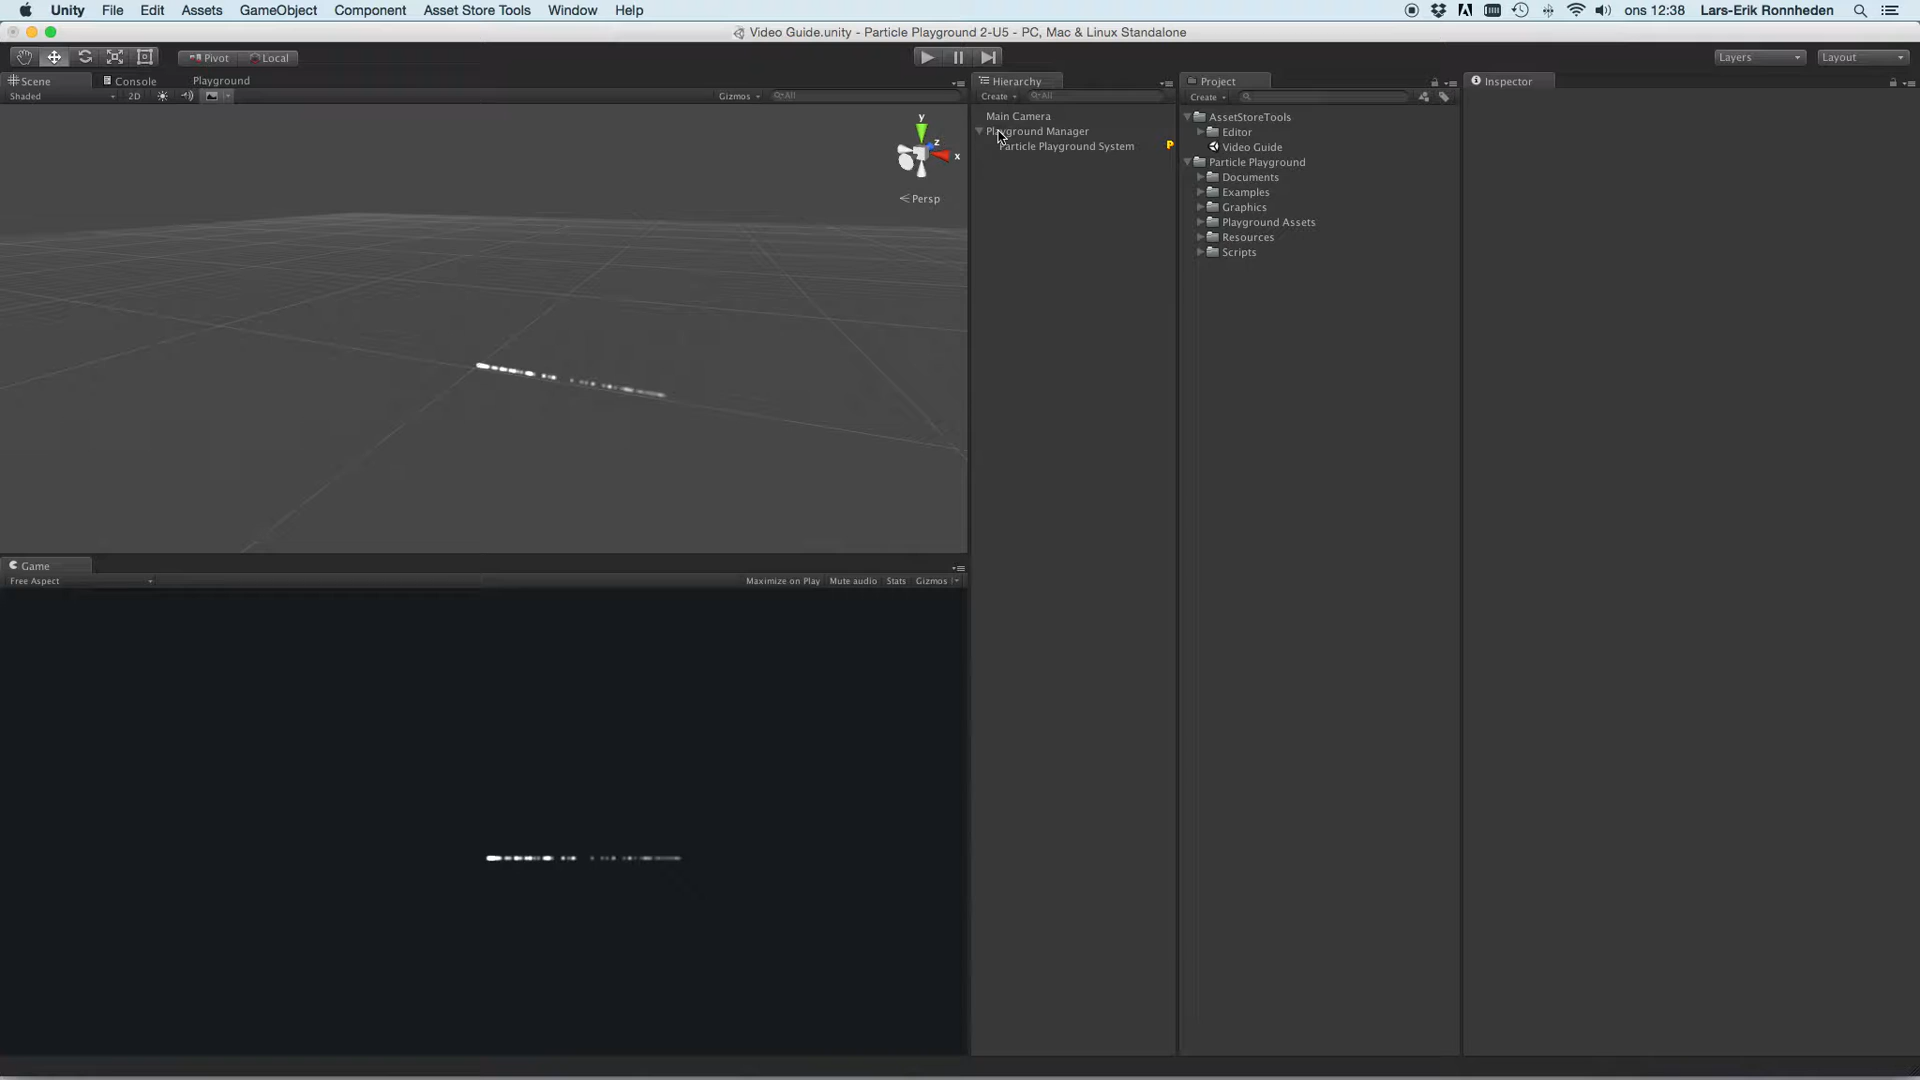 Unity File Edit Assets GameObject Component Asset Store Tools Window Help ons 12:38 Lars-Erik Ronnheden
Video Guide.unity - Particle Playground 2-U5 - PC, Mac & Linux Standalone
Pivot Local Layers Layout
Scene Console Playground
Shaded 2D Gizmos All
y
z
x
Persp
Game
Free Aspect Maximize on Play Mute audio Stats Gizmos
Hierarchy
Create All
Main Camera
Playground Manager
Particle Playground System P
Project
Create
AssetStoreTools
Editor
Video Guide
Particle Playground
Documents
Examples
Graphics
Playground Assets
Resources
Scripts
Inspector